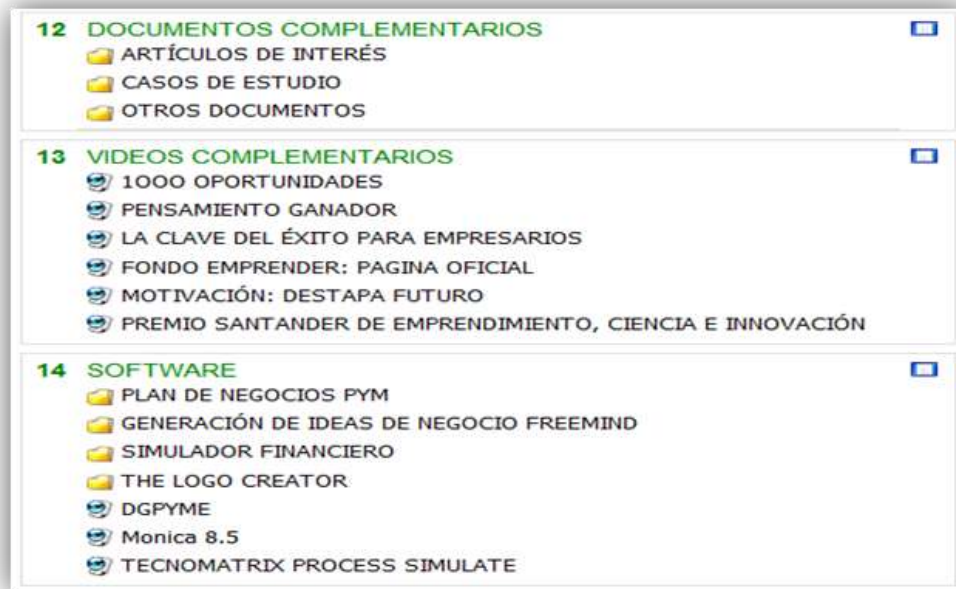 12 DOCUMENTOS COMPLEMENTARIOS
ARTÍCULOS DE INTERÉS
CASOS DE ESTUDIO
OTROS DOCUMENTOS
13 VIDEOS COMPLEMENTARIOS
1OOO OPORTUNIDADES
PENSAMIENTO GANADOR
LA CLAVE DEL ÉXITO PARA EMPRESARIOS
FONDO EMPRENDER: PAGINA OFICIAL
MOTIVACIÓN: DESTAPA FUTURO
PREMIO SANTANDER DE EMPRENDIMIENTO, CIENCIA E INNOVACIÓN
14 SOFTWARE
PLAN DE NEGOCIOS PYM
GENERACIÓN DE IDEAS DE NEGOCIO FREEMIND
SIMULADOR FINANCIERO
THE LOGO CREATOR
DGPYME
Monica 8.5
TECNOMATRIX PROCESS SIMULATE